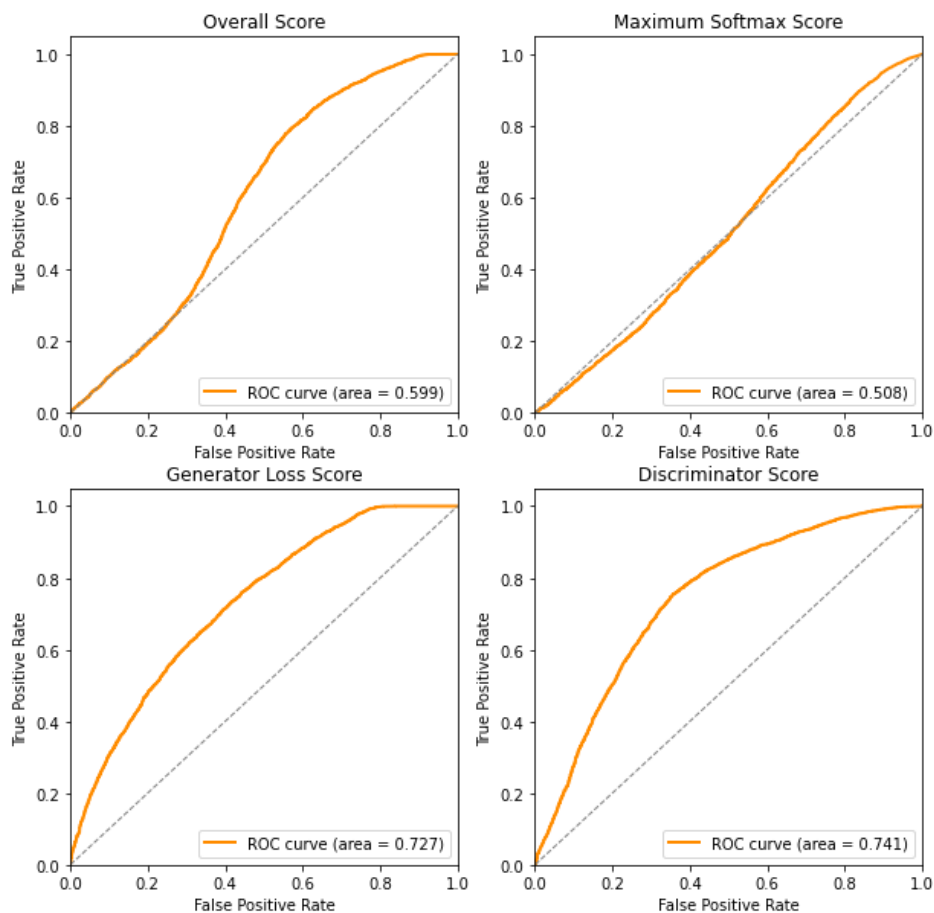 Overall Score
True Positive Rate
1.0
0.8
0.6
0.4
0.2
0.0
ROC curve (area = 0.599)
0.0 0.2 0.4 0.6 0.8 1.0
False Positive Rate
Maximum Softmax Score
True Positive Rate
1.0
0.8
0.6
0.4
0.2
0.0
ROC curve (area = 0.508)
0.0 0.2 0.4 0.6 0.8 1.0
False Positive Rate
Generator Loss Score
True Positive Rate
1.0
0.8
0.6
0.4
0.2
0.0
ROC curve (area = 0.727)
0.0 0.2 0.4 0.6 0.8 1.0
False Positive Rate
Discriminator Score
True Positive Rate
1.0
0.8
0.6
0.4
0.2
0.0
ROC curve (area = 0.741)
0.0 0.2 0.4 0.6 0.8 1.0
False Positive Rate